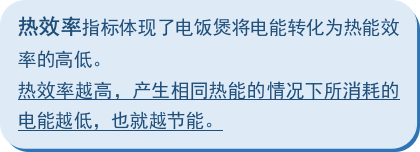 热效率指标体现了电饭煲将电能转化为热能效
率的高低。
热效率越高，产生相同热能的情况下所消耗的
电能越低，也就越节能。